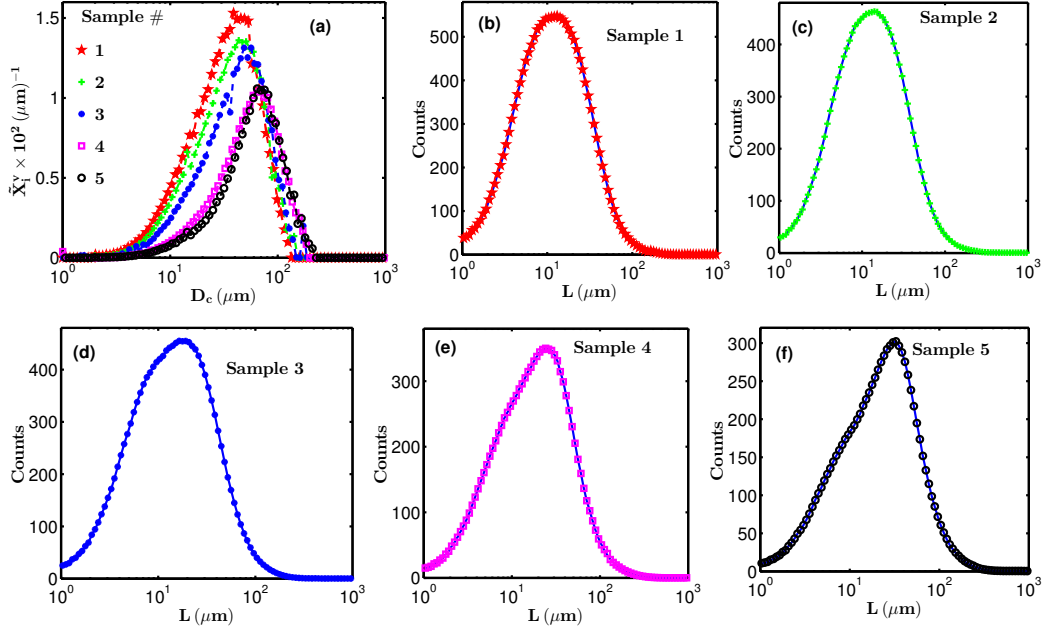 Sample #
(a)
1
2
3
4
5
X̃ᵢᵛ × 10² (μm)⁻¹
1.5
1
0.5
0
10⁰
10¹
10²
10³
D_c (μm)
(b)
Sample 1
Counts
500
400
300
200
100
0
10⁰
10¹
10²
10³
L (μm)
(c)
Sample 2
Counts
400
300
200
100
0
10⁰
10¹
10²
10³
L (μm)
(d)
Sample 3
Counts
400
300
200
100
0
10⁰
10¹
10²
10³
L (μm)
(e)
Sample 4
Counts
300
200
100
0
10⁰
10¹
10²
10³
L (μm)
(f)
Sample 5
Counts
300
250
200
150
100
50
0
10⁰
10¹
10²
10³
L (μm)